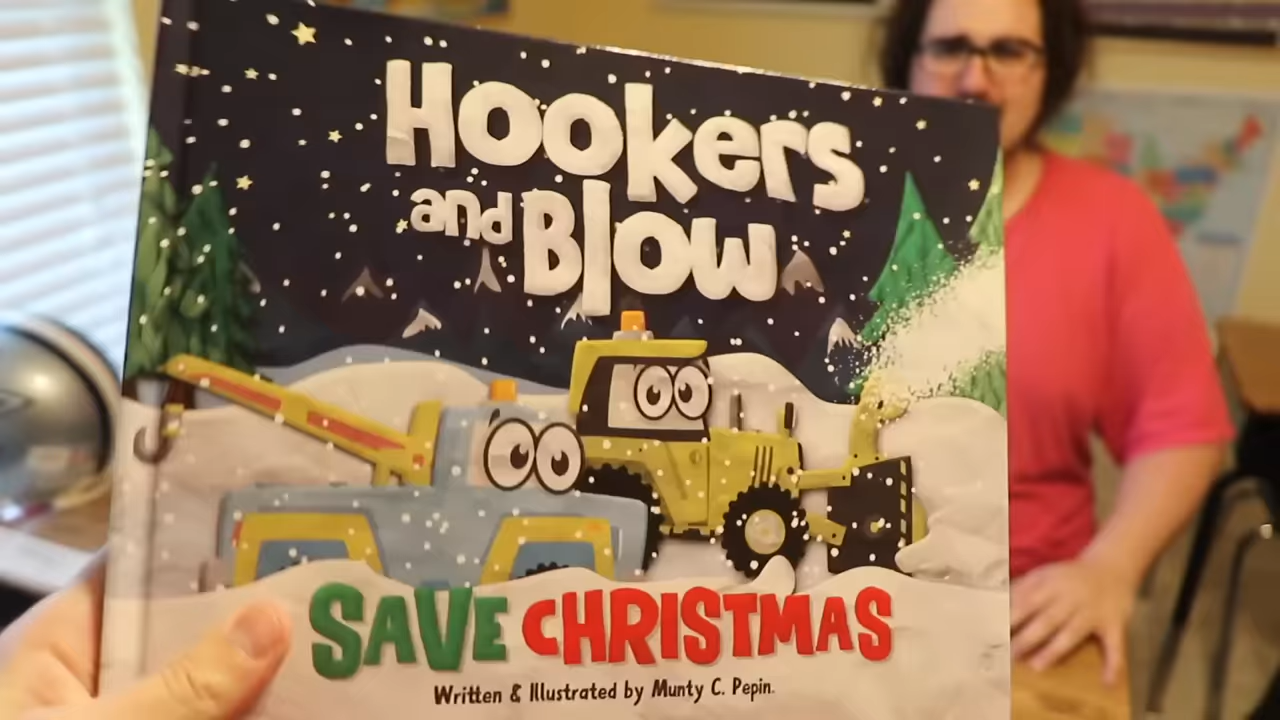 Hookers
and Blow
SAVE CHRISTMAS
Written & Illustrated by Munty C. Pepin